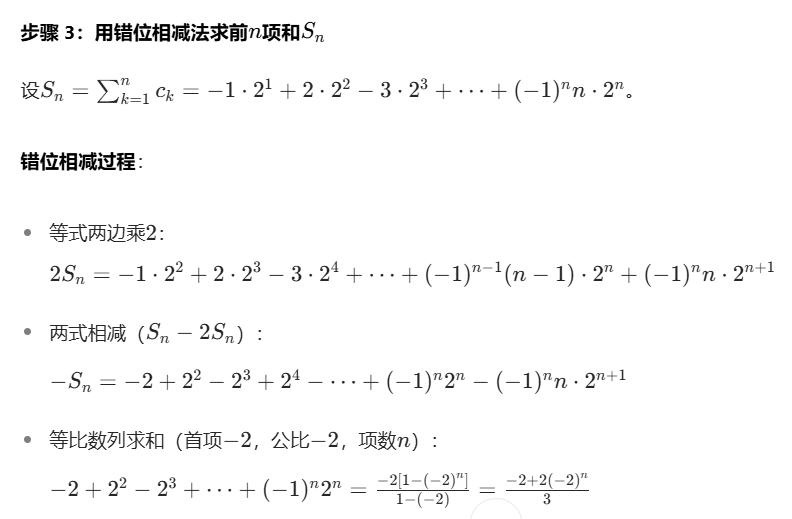 步骤 3：用错位相减法求前$n$项和$S_n$
设$S_n = \sum_{k=1}^{n} c_k = -1 \cdot 2^1 + 2 \cdot 2^2 - 3 \cdot 2^3 + \cdots + (-1)^n n \cdot 2^n$。
错位相减过程：
• 等式两边乘2：
$2S_n = -1 \cdot 2^2 + 2 \cdot 2^3 - 3 \cdot 2^4 + \cdots + (-1)^{n-1}(n-1) \cdot 2^n + (-1)^n n \cdot 2^{n+1}$
• 两式相减（$S_n - 2S_n$）：
$-S_n = -2 + 2^2 - 2^3 + 2^4 - \cdots + (-1)^n 2^n - (-1)^n n \cdot 2^{n+1}$
• 等比数列求和（首项$-2$，公比$-2$，项数$n$）：
$-2 + 2^2 - 2^3 + \cdots + (-1)^n 2^n = \frac{-2[1-(-2)^n]}{1-(-2)} = \frac{-2+2(-2)^n}{3}$